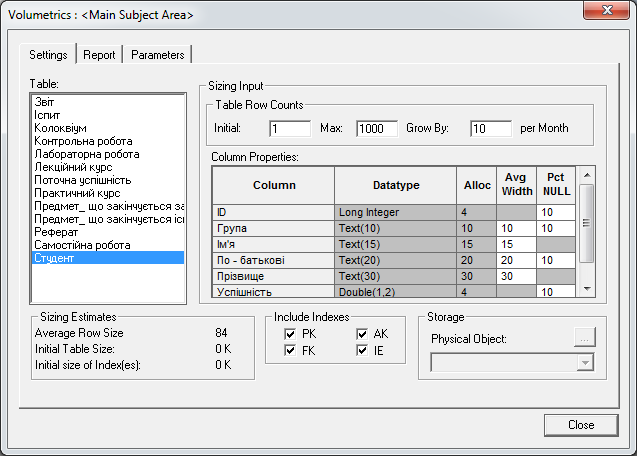 Volumetrics : <Main Subject Area>
Settings Report Parameters
Table:
Звіт
Іспит
Колоквіум
Контрольна робота
Лабораторна робота
Лекційний курс
Поточна успішність
Практичний курс
Предмет_ що закінчується за
Предмет_ що закінчується іс
Реферат
Самостійна робота
Студент
Sizing Input
Table Row Counts
Initial: 1 Max: 1000 Grow By: 10 per Month
Column Properties:
Column Datatype Alloc Avg Width Pct NULL
ID Long Integer 4 10
Група Text(10) 10 10 10
Ім'я Text(15) 15 15
По - батькові Text(20) 20 20 10
Прізвище Text(30) 30 30
Успішність Double(1,2) 4 10
Sizing Estimates
Average Row Size 84
Initial Table Size: 0 K
Initial size of Index(es): 0 K
Include Indexes
PK AK
FK IE
Storage
Physical Object: ...
Close